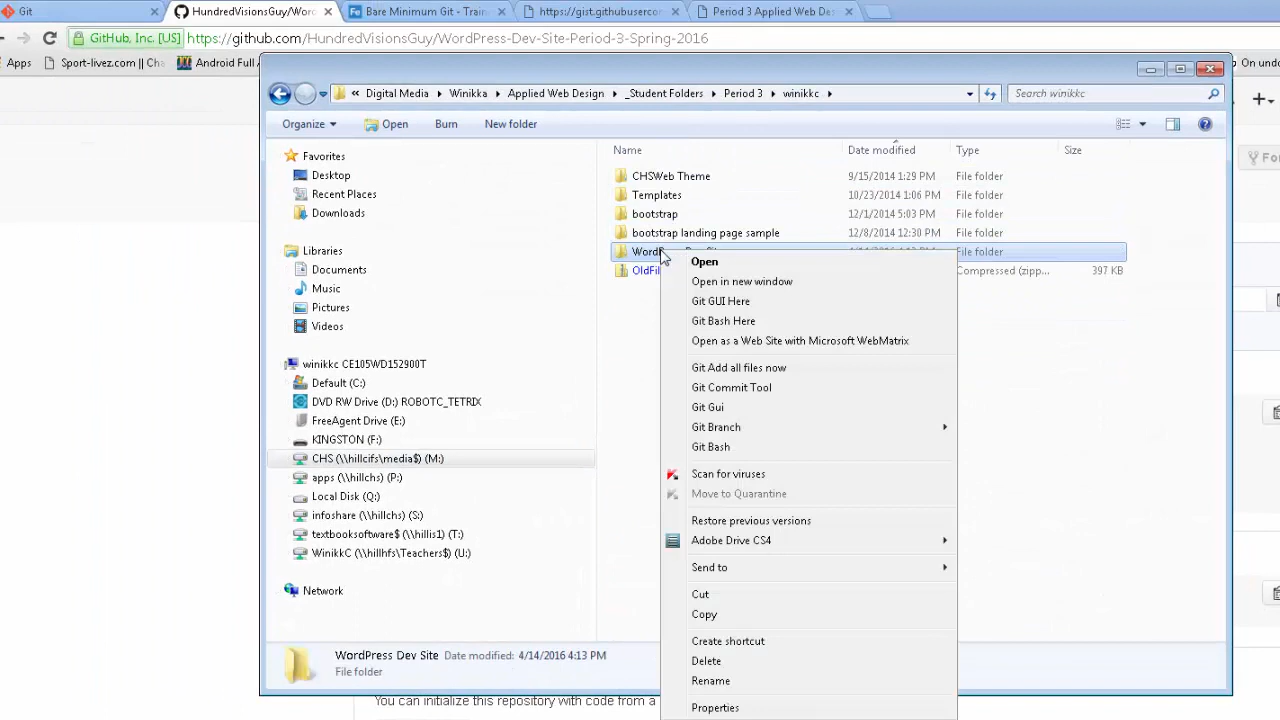 Git
HundredVisionsGuy/Wor
Bare Minimum Git - Train
https://gist.githubusercon
Period 3 Applied Web Des
GitHub, Inc. [US] https://github.com/HundredVisionsGuy/WordPress-Dev-Site-Period-3-Spring-2016
Apps
Sport-livez.com || Cha
Android Full A
On undo
Digital Media Winikka Applied Web Design _Student Folders Period 3 winikkc
Search winikkc
Organize
Open
Burn
New folder
Name
Date modified
Type
Size
Favorites
Desktop
Recent Places
Downloads
Libraries
Documents
Music
Pictures
Videos
winikkc CE105WD152900T
Default (C:)
DVD RW Drive (D:) ROBOTC_TETRIX
FreeAgent Drive (E:)
KINGSTON (F:)
CHS (\\hillcifs\media$) (M:)
apps (\\hillchs) (P:)
Local Disk (Q:)
infoshare (\\hillchs) (S:)
textbooksoftware$ (\\hillis1) (T:)
WinikkC (\\hillhfs\Teachers$) (U:)
Network
CHSWeb Theme 9/15/2014 1:29 PM File folder
Templates 10/23/2014 1:06 PM File folder
bootstrap 12/1/2014 5:03 PM File folder
bootstrap landing page sample 12/8/2014 12:30 PM File folder
File folder
OldFil Compressed (zipp... 397 KB
Open
Open in new window
Git GUI Here
Git Bash Here
Open as a Web Site with Microsoft WebMatrix
Git Add all files now
Git Commit Tool
Git Gui
Git Branch
Git Bash
Scan for viruses
Move to Quarantine
Restore previous versions
Adobe Drive CS4
Send to
Cut
Copy
Create shortcut
Delete
Rename
Properties
WordPress Dev Site Date modified: 4/14/2016 4:13 PM
File folder
You can initialize this repository with code from a
For